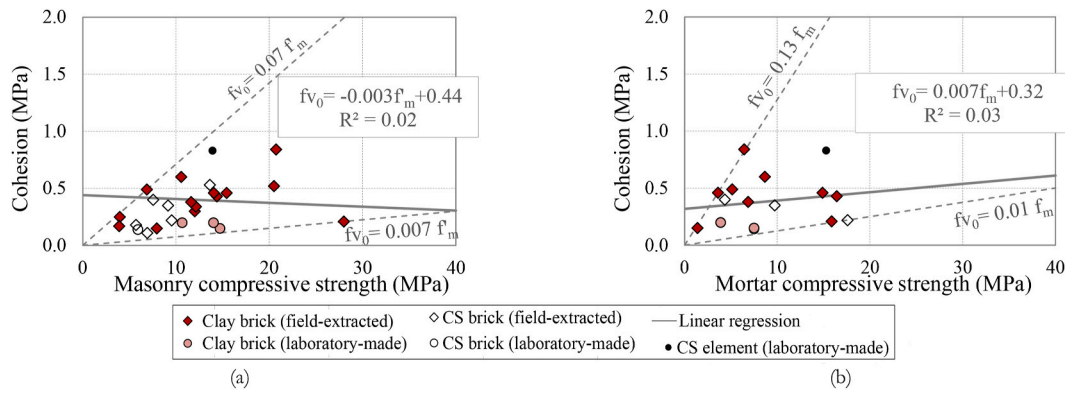 2.0
1.5
1.0
0.5
0.0
Cohesion (MPa)
fv₀= 0.07 f'ₘ
fv₀= -0.003f'ₘ+0.44
R² = 0.02
fv₀= 0.007 f'ₘ
0 10 20 30 40
Masonry compressive strength (MPa)
2.0
1.5
1.0
0.5
0.0
Cohesion (MPa)
fv₀= 0.13 fₘ
fv₀= 0.007fₘ+0.32
R² = 0.03
fv₀= 0.01 fₘ
0 10 20 30 40
Mortar compressive strength (MPa)
Clay brick (field-extracted)
CS brick (field-extracted)
Linear regression
Clay brick (laboratory-made)
CS brick (laboratory-made)
CS element (laboratory-made)
(a)
(b)